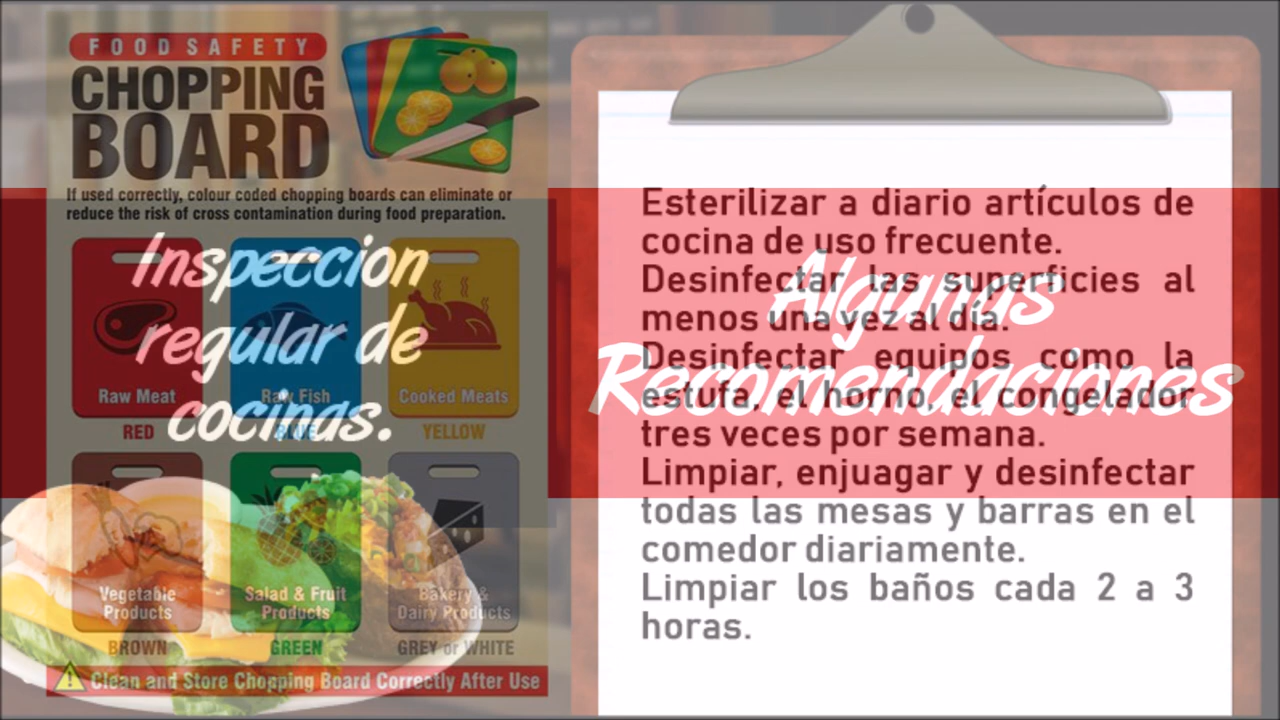 FOOD SAFETY
CHOPPING
BOARD
If used correctly, colour coded chopping boards can eliminate or
reduce the risk of cross contamination during food preparation.
Inspeccion
regular de
cocinas.
Raw Meat
Raw Fish
Cooked Meats
RED
BLUE
YELLOW
Vegetable
Products
Salad & Fruit
Products
Bakery &
Dairy Products
BROWN
GREEN
GREY or WHITE
Clean and Store Chopping Board Correctly After Use
Algunas
Recomendaciones
Esterilizar a diario artículos de
cocina de uso frecuente.
Desinfectar las superficies al
menos una vez al día.
Desinfectar equipos como la
estufa, el horno, el congelador
tres veces por semana.
Limpiar, enjuagar y desinfectar
todas las mesas y barras en el
comedor diariamente.
Limpiar los baños cada 2 a 3
horas.